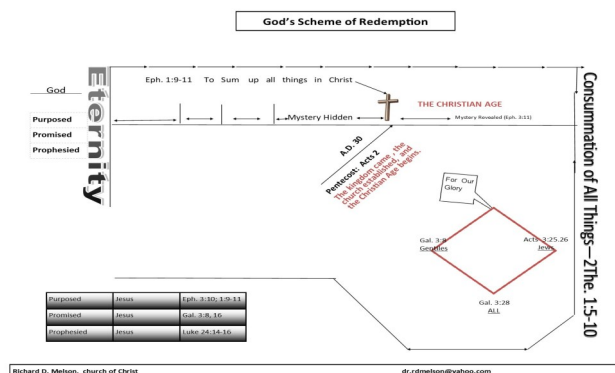 God's Scheme of Redemption
Eternity
God
Purposed
Promised
Prophesied
Eph. 1:9-11 To Sum up all things in Christ
Mystery Hidden
THE CHRISTIAN AGE
Mystery Revealed (Eph. 3:11)
A.D. 30
Pentecost: Acts 2
The kingdom came, the
church established, and
the Christian Age begins.
For Our
Glory
Gal. 3:8
Gentiles
Acts 3:25.26
Jews
Gal. 3:28
ALL
Consummation of All Things—2The. 1:5-10
Purposed Jesus Eph. 3:10; 1:9-11
Promised Jesus Gal. 3:8, 16
Prophesied Jesus Luke 24:14-16
Richard D. Melson, church of Christ dr.rdmelson@yahoo.com